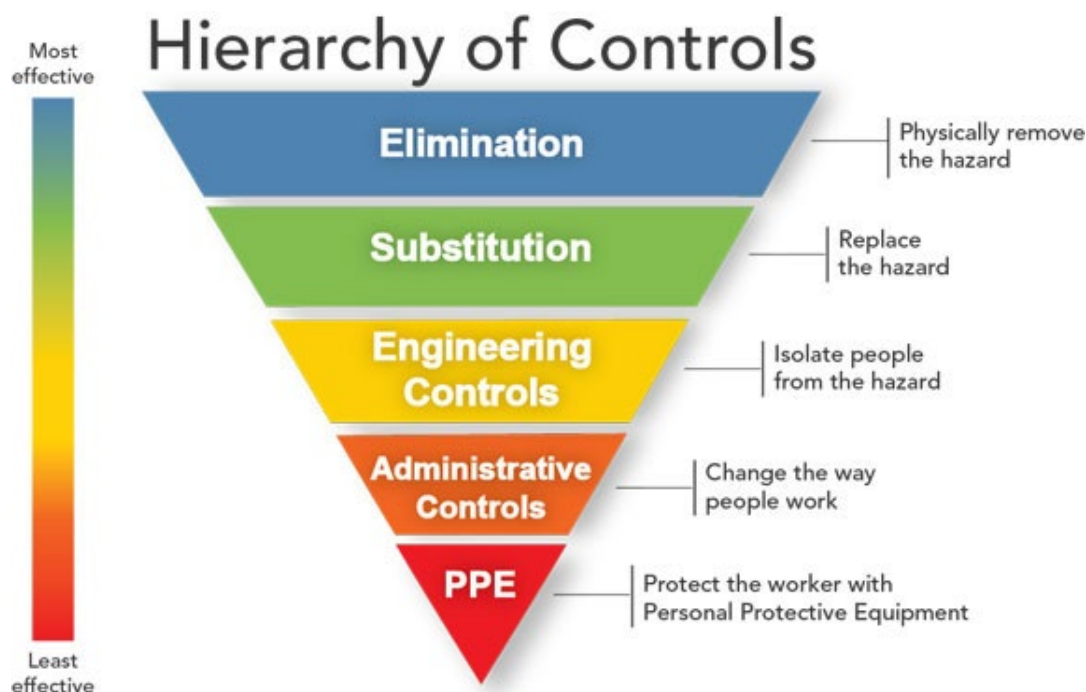 Hierarchy of Controls
Most
effective
Elimination
Physically remove
the hazard
Substitution
Replace
the hazard
Engineering
Controls
Isolate people
from the hazard
Administrative
Controls
Change the way
people work
PPE
Protect the worker with
Personal Protective Equipment
Least
effective